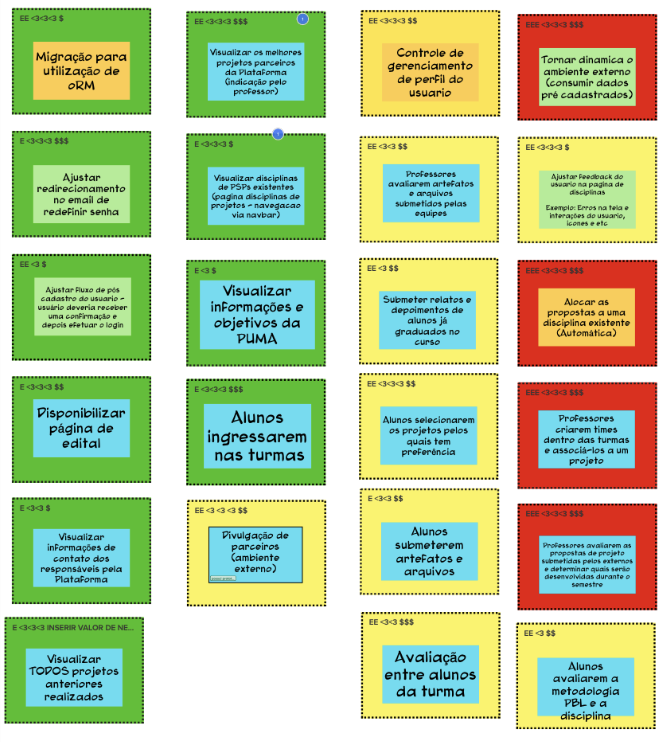 EE <3<3<3 $
Migração para
utilização de
oRM
E <3<3<3 $$$
Ajustar
redirecionamento
no email de
redefinir senha
EE <3 $
Ajustar Fluxo de pós
cadastro do usuario -
usuário deveria receber
uma confirmação e
depois efetuar o login
E <3<3<3 $$
Disponibilizar
página de
edital
E <3<3 $
Visualizar
informações de
contato dos
responsáveis pela
Plataforma
E <3<3<3 INSERIR VALOR DE NE...
Visualizar
TODOS projetos
anteriores
realizados
EE <3<3<3 $$$
Visualizar os melhores
projetos parceiros
da Plataforma
(indicação pelo
professor)
E <3<3<3 $
Visualizar disciplinas
de PSPs existentes
(pagina disciplinas de
projetos - navegacao
via navbar)
E <3 $
Visualizar
informações e
objetivos da
PUMA
E <3<3<3 $$$
Alunos
ingressarem
nas turmas
EE <3 <3 <3 $$
Divulgação de
parceiros
(ambiente
externo)
EE <3<3<3 $
Controle de
gerenciamento
de perfil do
usuario
EE <3<3 $$
Professores
avaliarem artefatos
e arquivos
submetidos pelas
equipes
EE <3 $$
Submeter relatos e
depoimentos de
alunos já
graduados no
curso
EE <3<3<3 $$$
Alunos selecionarem
os projetos pelos
quais tem
preferência
E <3<3 $$
Alunos
submeterem
artefatos e
arquivos
EE <3<3 $$$
Avaliação
entre alunos
da turma
EEE <3<3<3 $$$
Tornar dinamica o
ambiente externo
(consumir dados
pré cadastrados)
EE <3<3<3 $
Ajustar Feedback do
usuario na pagina de
disciplinas
Exemplo: Erros na tela e
interações do usuario,
icones e etc
EEE <3<3<3 $$$
Alocar as
propostas a uma
disciplina existente
(Automática)
EEE <3<3<3 $$$
Professores
criarem times
dentro das turmas
e associá-los a um
projeto
EEE <3<3<3 $$$
Professores avaliarem as
propostas de projeto
submetidas pelos externos
e determinar quais serão
desenvolvidas durante o
semestre
EE <3 $$
Alunos
avaliarem a
metodologia
PBL e a
disciplina